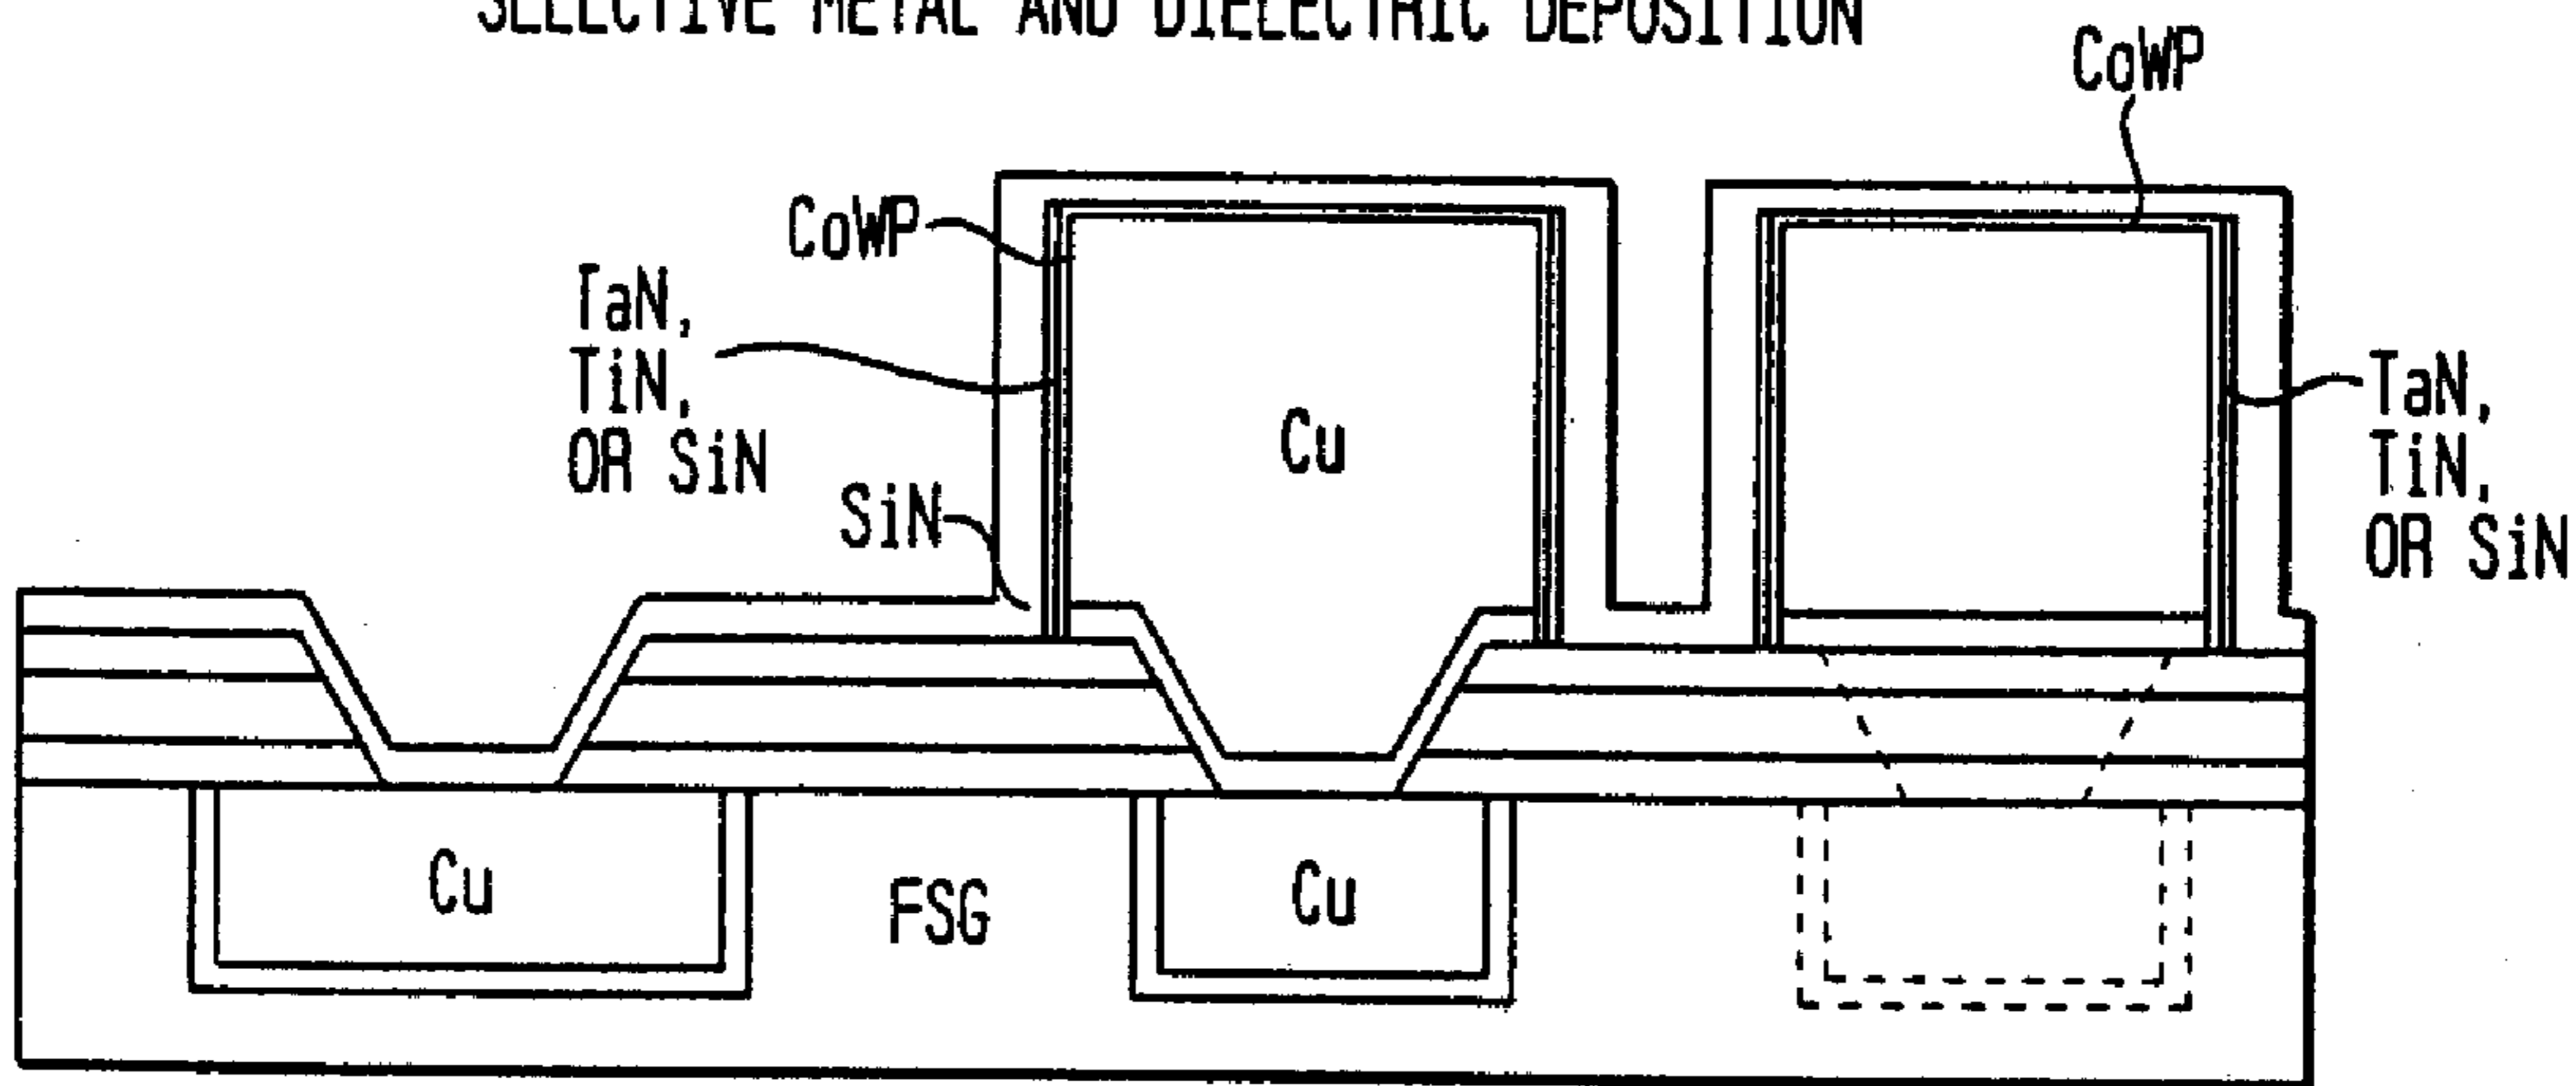 SELECTIVE METAL AND DIELECTRIC DEPOSITION
CoWP
CoWP
TaN,
TiN,
OR SiN
SiN
Cu
TaN,
TiN,
OR SiN
Cu
FSG
Cu